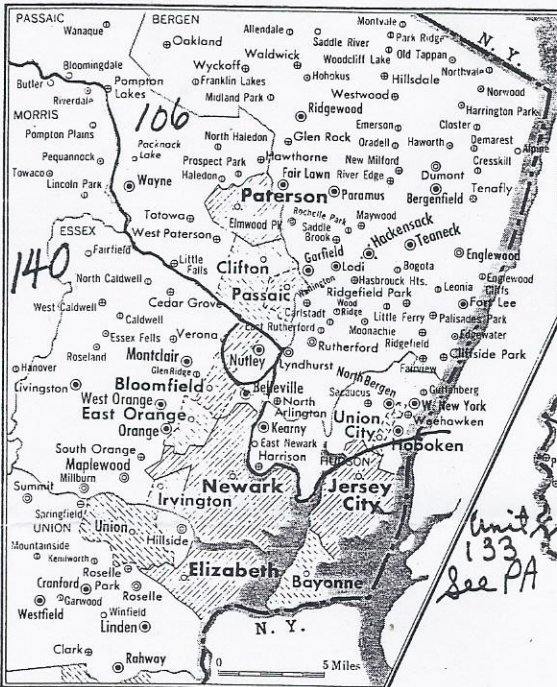 PASSAIC
BERGEN
Wanaque
Allendale
Saddle River
Montvale
Park Ridge
N. Y.
Oakland
Waldwick
Woodcliff Lake
Old Tappan
Bloomingdale
Wyckoff
Hohokus
Hillsdale
Northvale
Butler
Pompton Lakes
Franklin Lakes
Westwood
Norwood
Riverdale
Midland Park
Ridgewood
Harrington Park
MORRIS
106
Emerson
Closter
Pompton Plains
North Haledon
Glen Rock
Oradell
Haworth
Demarest
Alpine
Pequannock
Packnack Lake
Prospect Park
Hawthorne
New Milford
Cresskill
Towaco
Haledon
Fair Lawn
River Edge
Dumont
Lincoln Park
Wayne
Paterson
Paramus
Bergenfield
Tenafly
ESSEX
Totowa
Elmwood Pk.
Rochelle Park
Maywood
West Paterson
Saddle Brook
Hackensack
Teaneck
Fairfield
Little Falls
Clifton
Garfield
Englewood
140
North Caldwell
Lodi
Bogota
Passaic
Hasbrouck Hts.
Leonia
Englewood Cliffs
West Caldwell
Cedar Grove
Wallington
Ridgefield Park
Fort Lee
Caldwell
Carlstadt
Wood Ridge
Little Ferry
Palisades Park
Essex Fells
Verona
East Rutherford
Moonachie
Edgewater
Roseland
Montclair
Nutley
Rutherford
Ridgefield
Cliffside Park
Hanover
Glen Ridge
Lyndhurst
Fairview
Livingston
Bloomfield
Belleville
North Bergen
Guttenberg
West Orange
North Arlington
Secaucus
W. New York
East Orange
Union City
Weehawken
Orange
Kearny
Hoboken
South Orange
East Newark
Harrison
HUDSON
Maplewood
Newark
Jersey City
Millburn
Summit
Irvington
Springfield
UNION
Union
Hillside
Unit
133
See PA
Mountainside
Kenilworth
Roselle Park
Elizabeth
Bayonne
Cranford
Roselle
Garwood
Westfield
Winfield
Linden
N. Y.
Clark
Rahway
0
5 Miles